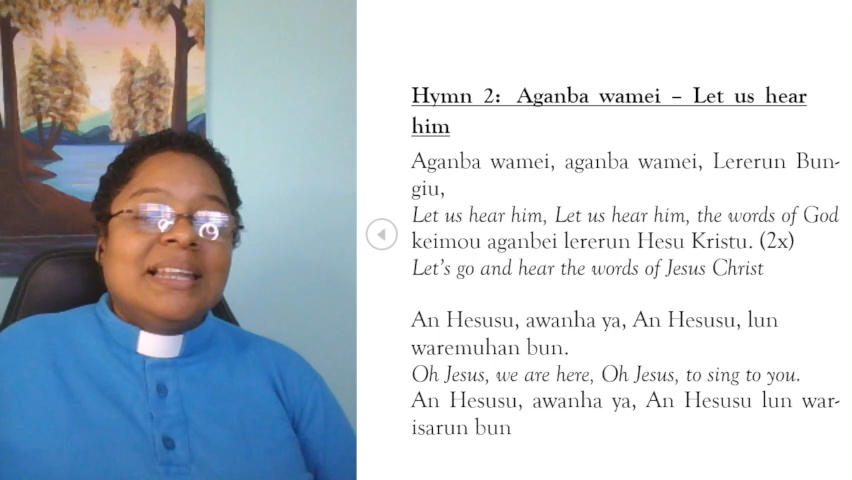 Hymn 2: Aganba wamei – Let us hear
him
Aganba wamei, aganba wamei, Lererun Bun-
giu,
Let us hear him, Let us hear him, the words of God
keimou aganbei lererun Hesu Kristu. (2x)
Let's go and hear the words of Jesus Christ
An Hesusu, awanha ya, An Hesusu, lun
waremuhan bun.
Oh Jesus, we are here, Oh Jesus, to sing to you.
An Hesusu, awanha ya, An Hesusu lun war-
isarun bun